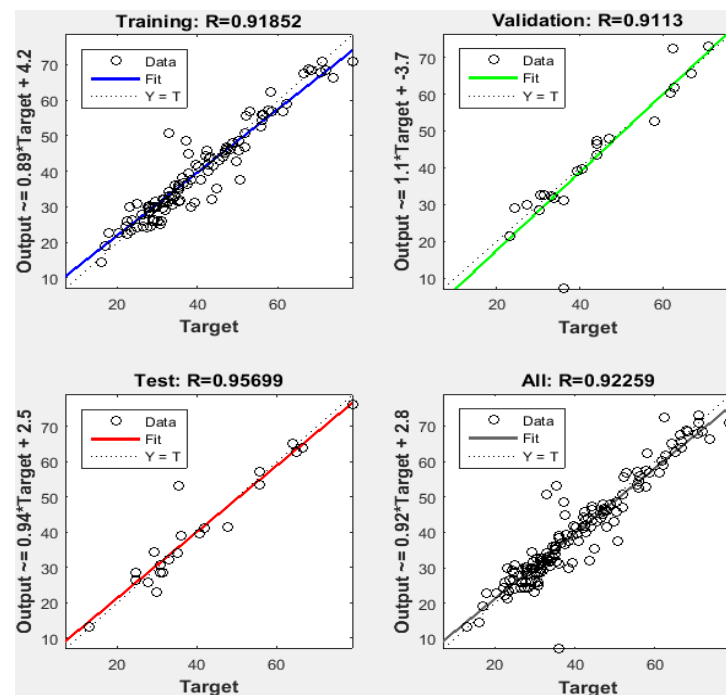 Training: R=0.91852
Output ~= 0.89*Target + 4.2
Data
Fit
Y = T
70
60
50
40
30
20
10
20
40
60
Target
Validation: R=0.9113
Output ~= 1.1*Target + -3.7
Data
Fit
Y = T
70
60
50
40
30
20
10
20
40
60
Target
Test: R=0.95699
Output ~= 0.94*Target + 2.5
Data
Fit
Y = T
70
60
50
40
30
20
10
20
40
60
Target
All: R=0.92259
Output ~= 0.92*Target + 2.8
Data
Fit
Y = T
70
60
50
40
30
20
10
20
40
60
Target